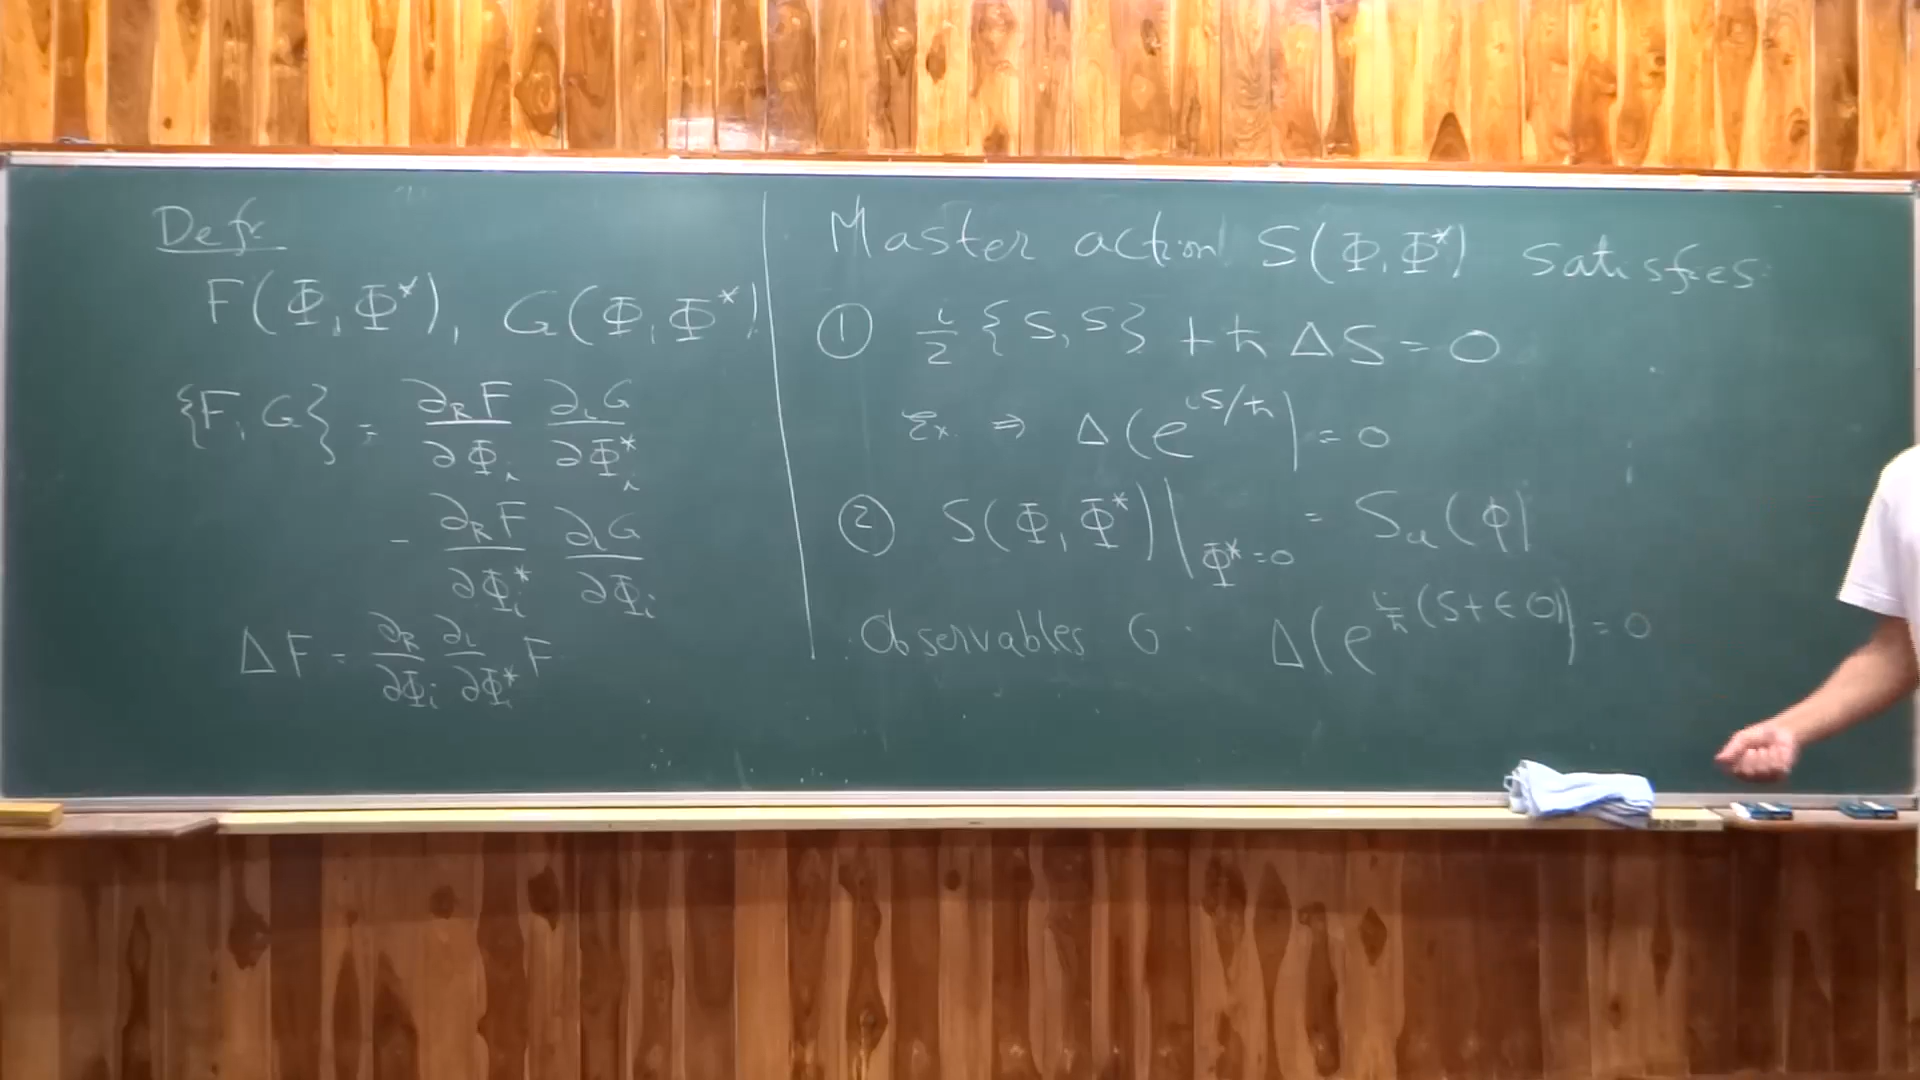 Defn
F(Φ, Φ*), G(Φ, Φ*)
{F, G} = ∂_R F/∂Φ_i ∂_L G/∂Φ*_i
- ∂_R F/∂Φ*_i ∂_L G/∂Φ_i
ΔF = ∂_R/∂Φ_i ∂_L/∂Φ*_i F
Master action S(Φ, Φ*) satisfies
① i/2 {S, S} + ħ ΔS = 0
Ex ⇒ Δ(e^{iS/ħ}) = 0
② S(Φ, Φ*)|_{Φ*=0} = S_cl(φ)
Observables O Δ(e^{i/ħ (S + ϵO)}) = 0